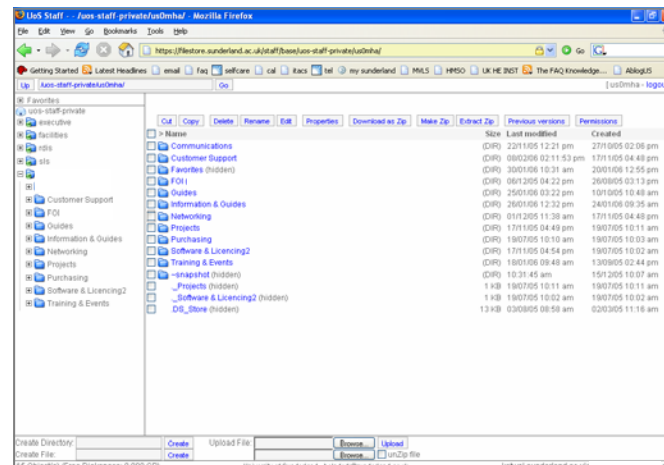 UoS Staff - - /uos-staff-private/us0mha/ - Mozilla Firefox
File Edit View Go Bookmarks Tools Help
https://filestore.sunderland.ac.uk/staff/base/uos-staff-private/us0mha/ Go
Getting Started Latest Headlines email faq selfcare cal itacs tel my sunderland MVLS HMSO UK HE INST The FAQ Knowledge... AblogUS
Up /uos-staff-private/us0mha/ Go [ us0mha - logou
Favorites
uos-staff-private
executive
facilities
rdis
sls
Customer Support
FOI
Guides
Information & Guides
Networking
Projects
Purchasing
Software & Licencing2
Training & Events
Cut Copy Delete Rename Edit Properties Download as Zip Make Zip Extract Zip Previous versions Permissions
> Name Size Last modified Created
Communications (DIR) 22/11/05 12:21 pm 27/10/05 02:06 pm
Customer Support (DIR) 08/02/06 02:11:53 pm 17/11/05 04:48 pm
Favorites (hidden) (DIR) 30/01/06 10:31 am 20/01/06 12:55 pm
FOI (DIR) 06/12/05 04:22 pm 26/08/05 03:13 pm
Guides (DIR) 25/01/06 03:22 pm 10/10/05 10:48 am
Information & Guides (DIR) 26/01/06 12:32 pm 24/01/06 09:35 am
Networking (DIR) 01/12/05 11:38 am 17/11/05 04:48 pm
Projects (DIR) 17/11/05 04:49 pm 19/07/05 10:11 am
Purchasing (DIR) 19/07/05 10:10 am 19/07/05 10:03 am
Software & Licencing2 (DIR) 17/11/05 04:54 pm 19/07/05 10:02 am
Training & Events (DIR) 18/01/06 09:48 am 13/09/05 02:44 pm
~snapshot (hidden) (DIR) 10:31:45 am 15/12/05 10:07 am
._Projects (hidden) 1 KB 19/07/05 10:11 am 19/07/05 10:11 am
._Software & Licencing2 (hidden) 1 KB 19/07/05 10:02 am 19/07/05 10:02 am
.DS_Store (hidden) 13 KB 03/08/05 08:58 am 02/03/05 11:16 am
Create Directory: Create Upload File: Browse... Upload
Create File: Create Browse... unZip file